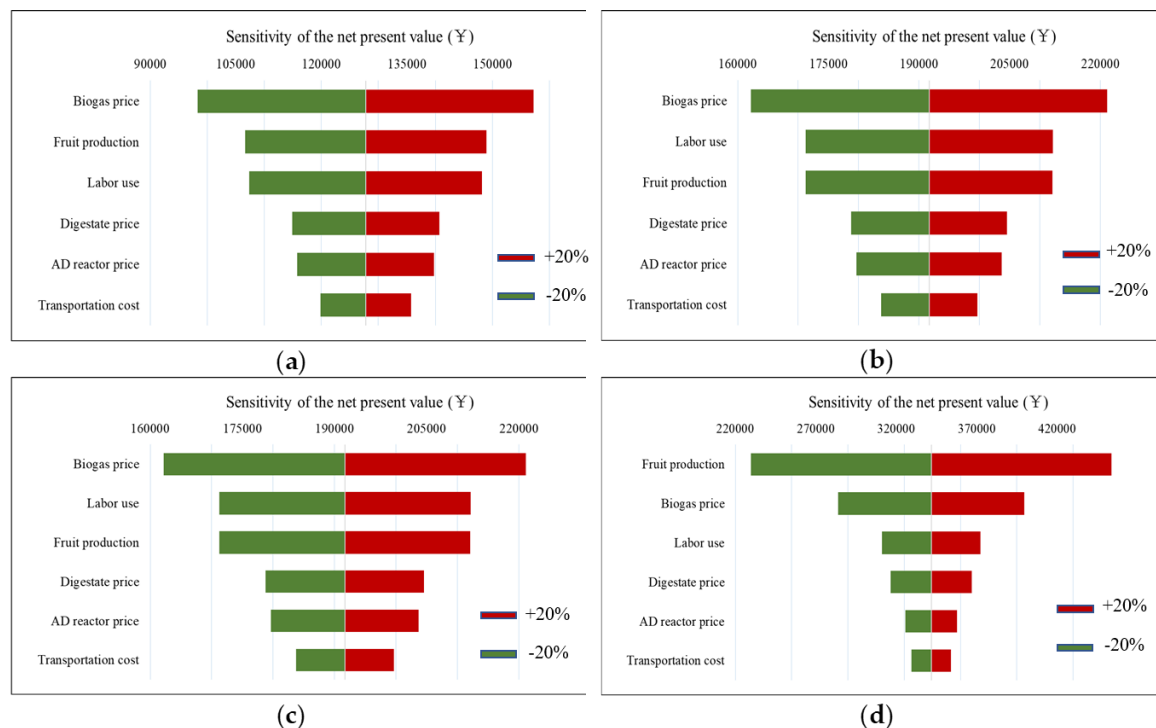 Sensitivity of the net present value (¥)
90000 105000 120000 135000 150000
Biogas price
Fruit production
Labor use
Digestate price
AD reactor price
Transportation cost
+20%
-20%
(a)
Sensitivity of the net present value (¥)
160000 175000 190000 205000 220000
Biogas price
Labor use
Fruit production
Digestate price
AD reactor price
Transportation cost
+20%
-20%
(b)
Sensitivity of the net present value (¥)
160000 175000 190000 205000 220000
Biogas price
Labor use
Fruit production
Digestate price
AD reactor price
Transportation cost
+20%
-20%
(c)
Sensitivity of the net present value (¥)
220000 270000 320000 370000 420000
Fruit production
Biogas price
Labor use
Digestate price
AD reactor price
Transportation cost
+20%
-20%
(d)